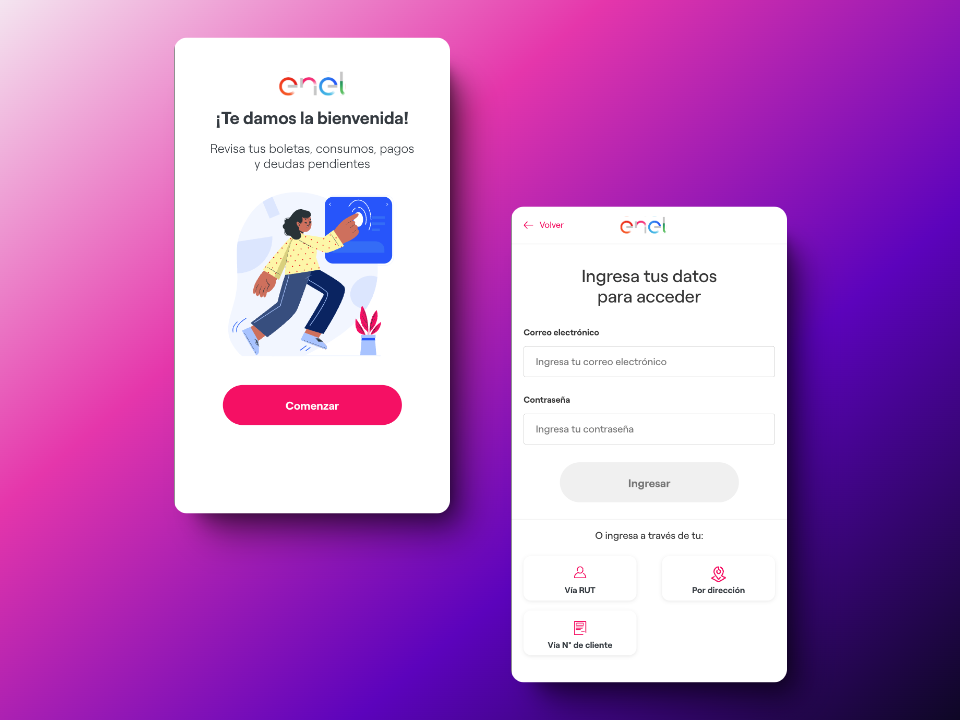 enel
¡Te damos la bienvenida!
Revisa tus boletas, consumos, pagos
y deudas pendientes
Comenzar
Volver
enel
Ingresa tus datos
para acceder
Correo electrónico
Ingresa tu correo electrónico
Contraseña
Ingresa tu contraseña
Ingresar
O ingresa a través de tu:
Vía RUT
Por dirección
Vía N° de cliente